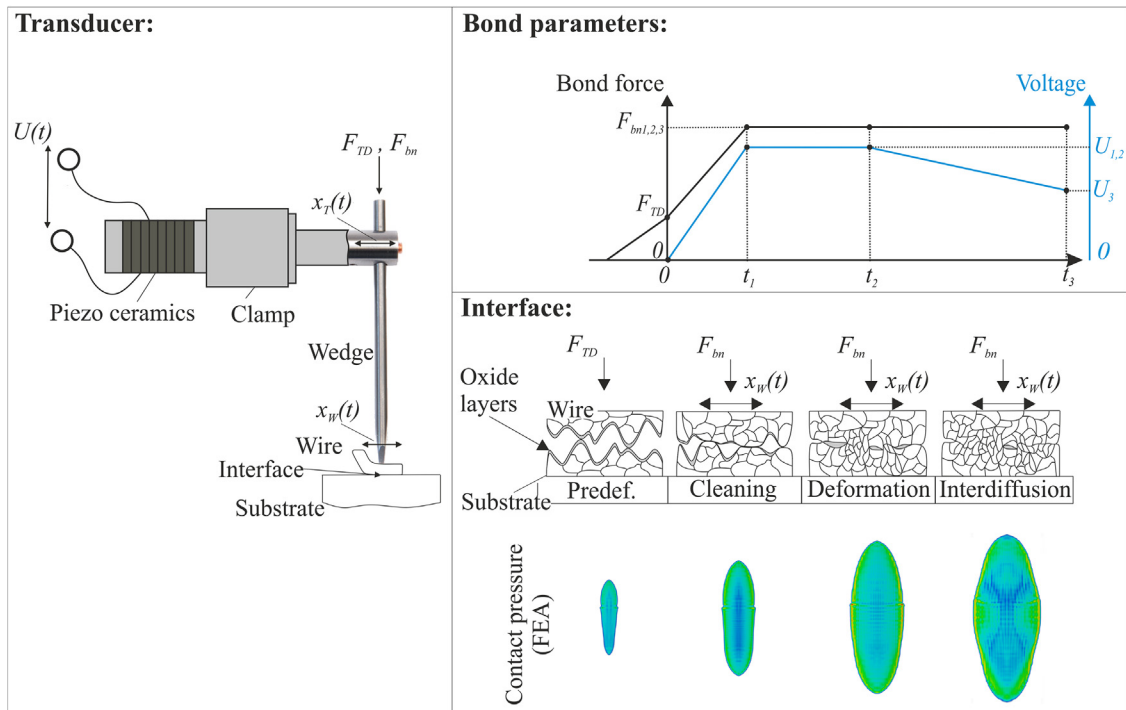 Transducer:
U(t)
F_TD , F_bn
x_T(t)
Piezo ceramics
Clamp
Wedge
x_W(t)
Wire
Interface
Substrate
Bond parameters:
Bond force
Voltage
F_bn1,2,3
U_1,2
F_TD
U_3
0
0
0
t_1
t_2
t_3
Interface:
F_TD
F_bn
F_bn
F_bn
x_W(t)
x_W(t)
x_W(t)
Oxide
layers
Wire
Substrate
Predef.
Cleaning
Deformation
Interdiffusion
Contact pressure
(FEA)